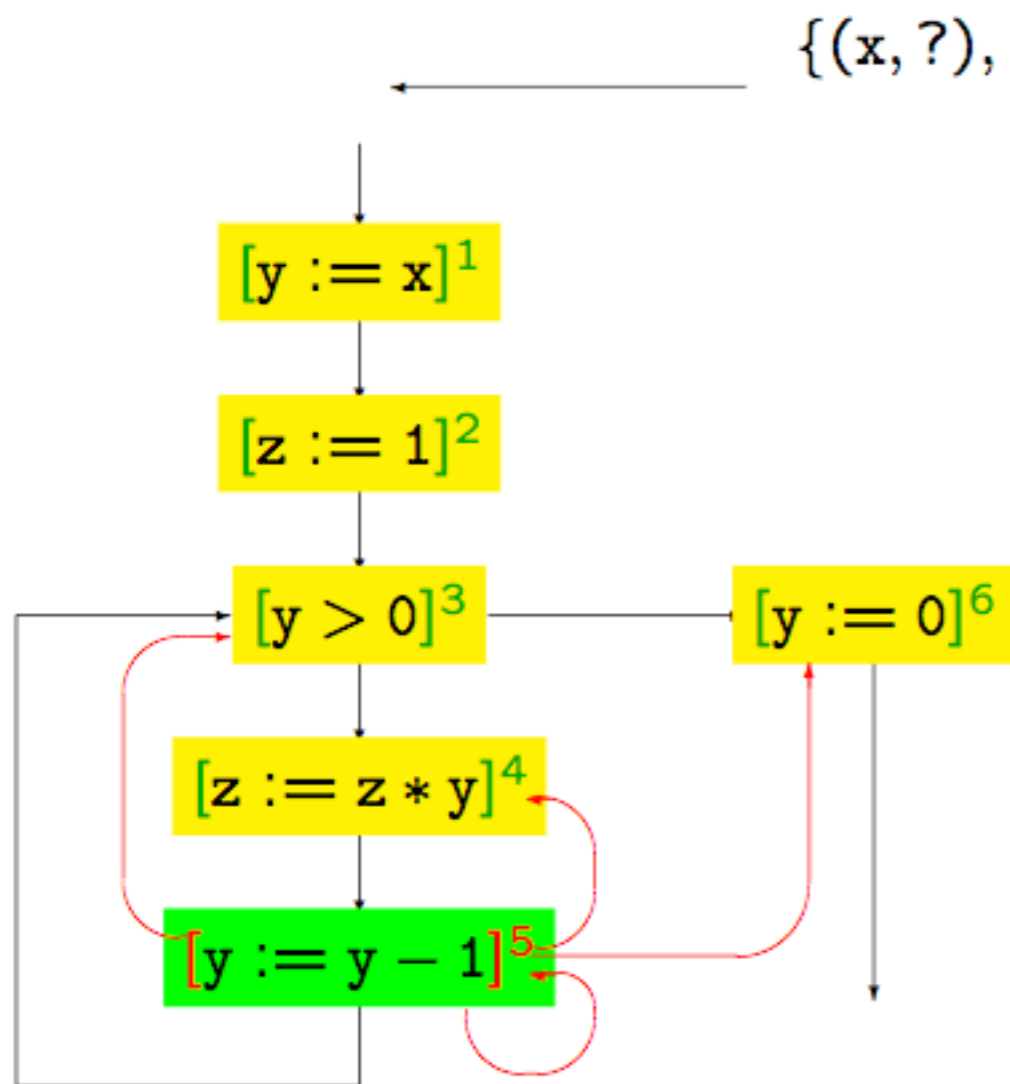 {(x, ?),
[y := x]¹
[z := 1]²
[y > 0]³
[y := 0]⁶
[z := z * y]⁴
[y := y − 1]⁵